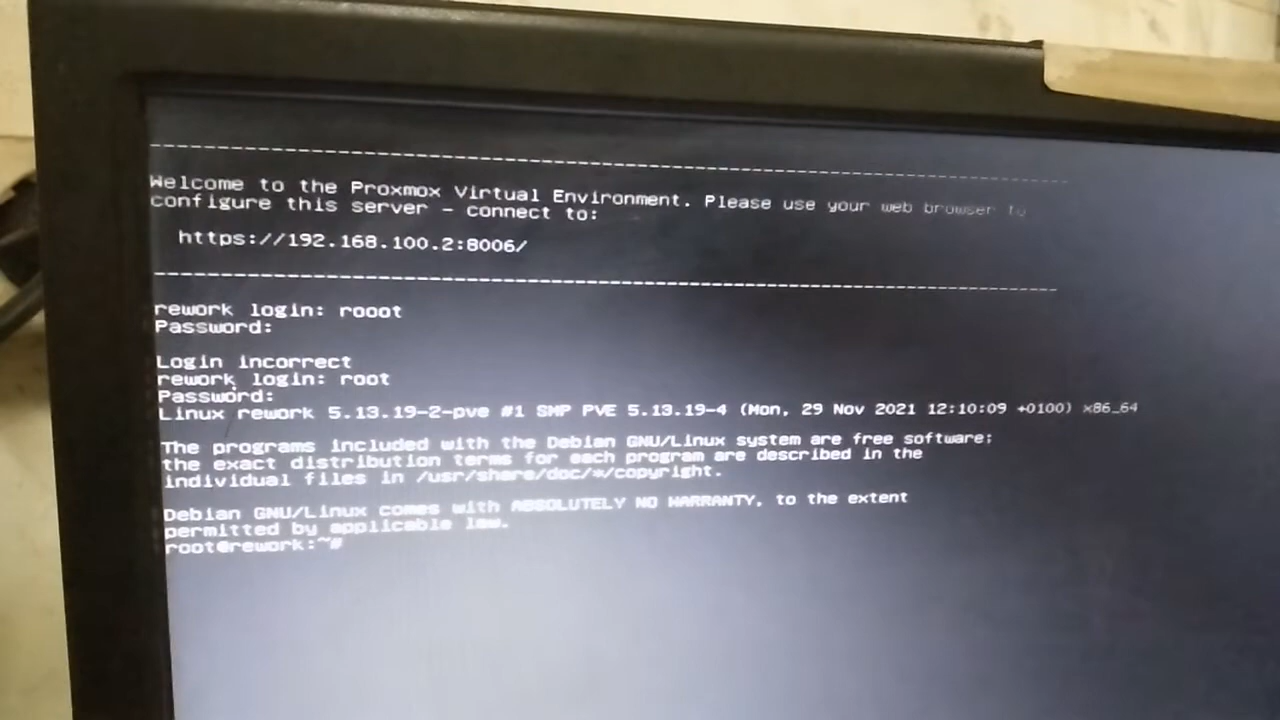 --------------------------------------------------------------------------------
Welcome to the Proxmox Virtual Environment. Please use your web browser to
configure this server - connect to:
https://192.168.100.2:8006/
--------------------------------------------------------------------------------
rework login: rooot
Password:
Login incorrect
rework login: root
Password:
Linux rework 5.13.19-2-pve #1 SMP PVE 5.13.19-4 (Mon, 29 Nov 2021 12:10:09 +0100) x86_64
The programs included with the Debian GNU/Linux system are free software;
the exact distribution terms for each program are described in the
individual files in /usr/share/doc/*/copyright.
Debian GNU/Linux comes with ABSOLUTELY NO WARRANTY, to the extent
permitted by applicable law.
root@rework:~#